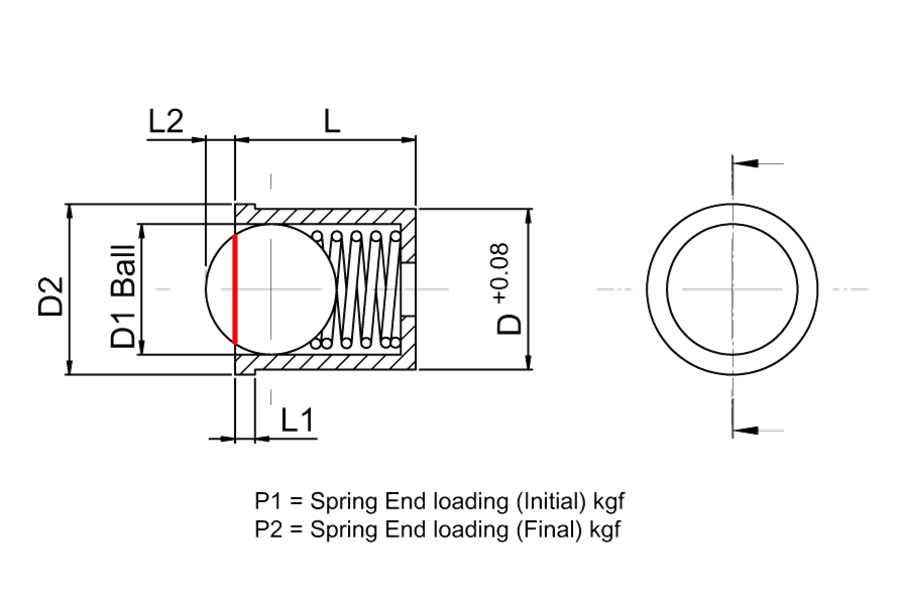 L2
L
D2
D1 Ball
D +0.08
L1
P1 = Spring End loading (Initial) kgf
P2 = Spring End loading (Final) kgf